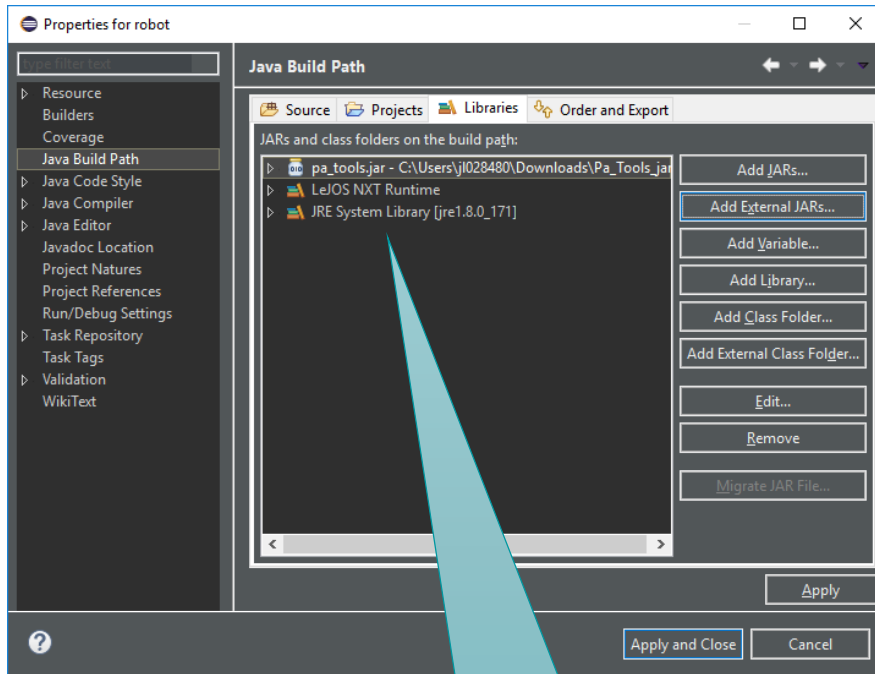 Properties for robot
type filter text
Resource
Builders
Coverage
Java Build Path
Java Code Style
Java Compiler
Java Editor
Javadoc Location
Project Natures
Project References
Run/Debug Settings
Task Repository
Task Tags
Validation
WikiText
Java Build Path
Source Projects Libraries Order and Export
JARs and class folders on the build path:
pa_tools.jar - C:\Users\jl028480\Downloads\Pa_Tools_jar
LeJOS NXT Runtime
JRE System Library [jre1.8.0_171]
Add JARs...
Add External JARs...
Add Variable...
Add Library...
Add Class Folder...
Add External Class Folder...
Edit...
Remove
Migrate JAR File...
Apply
Apply and Close
Cancel